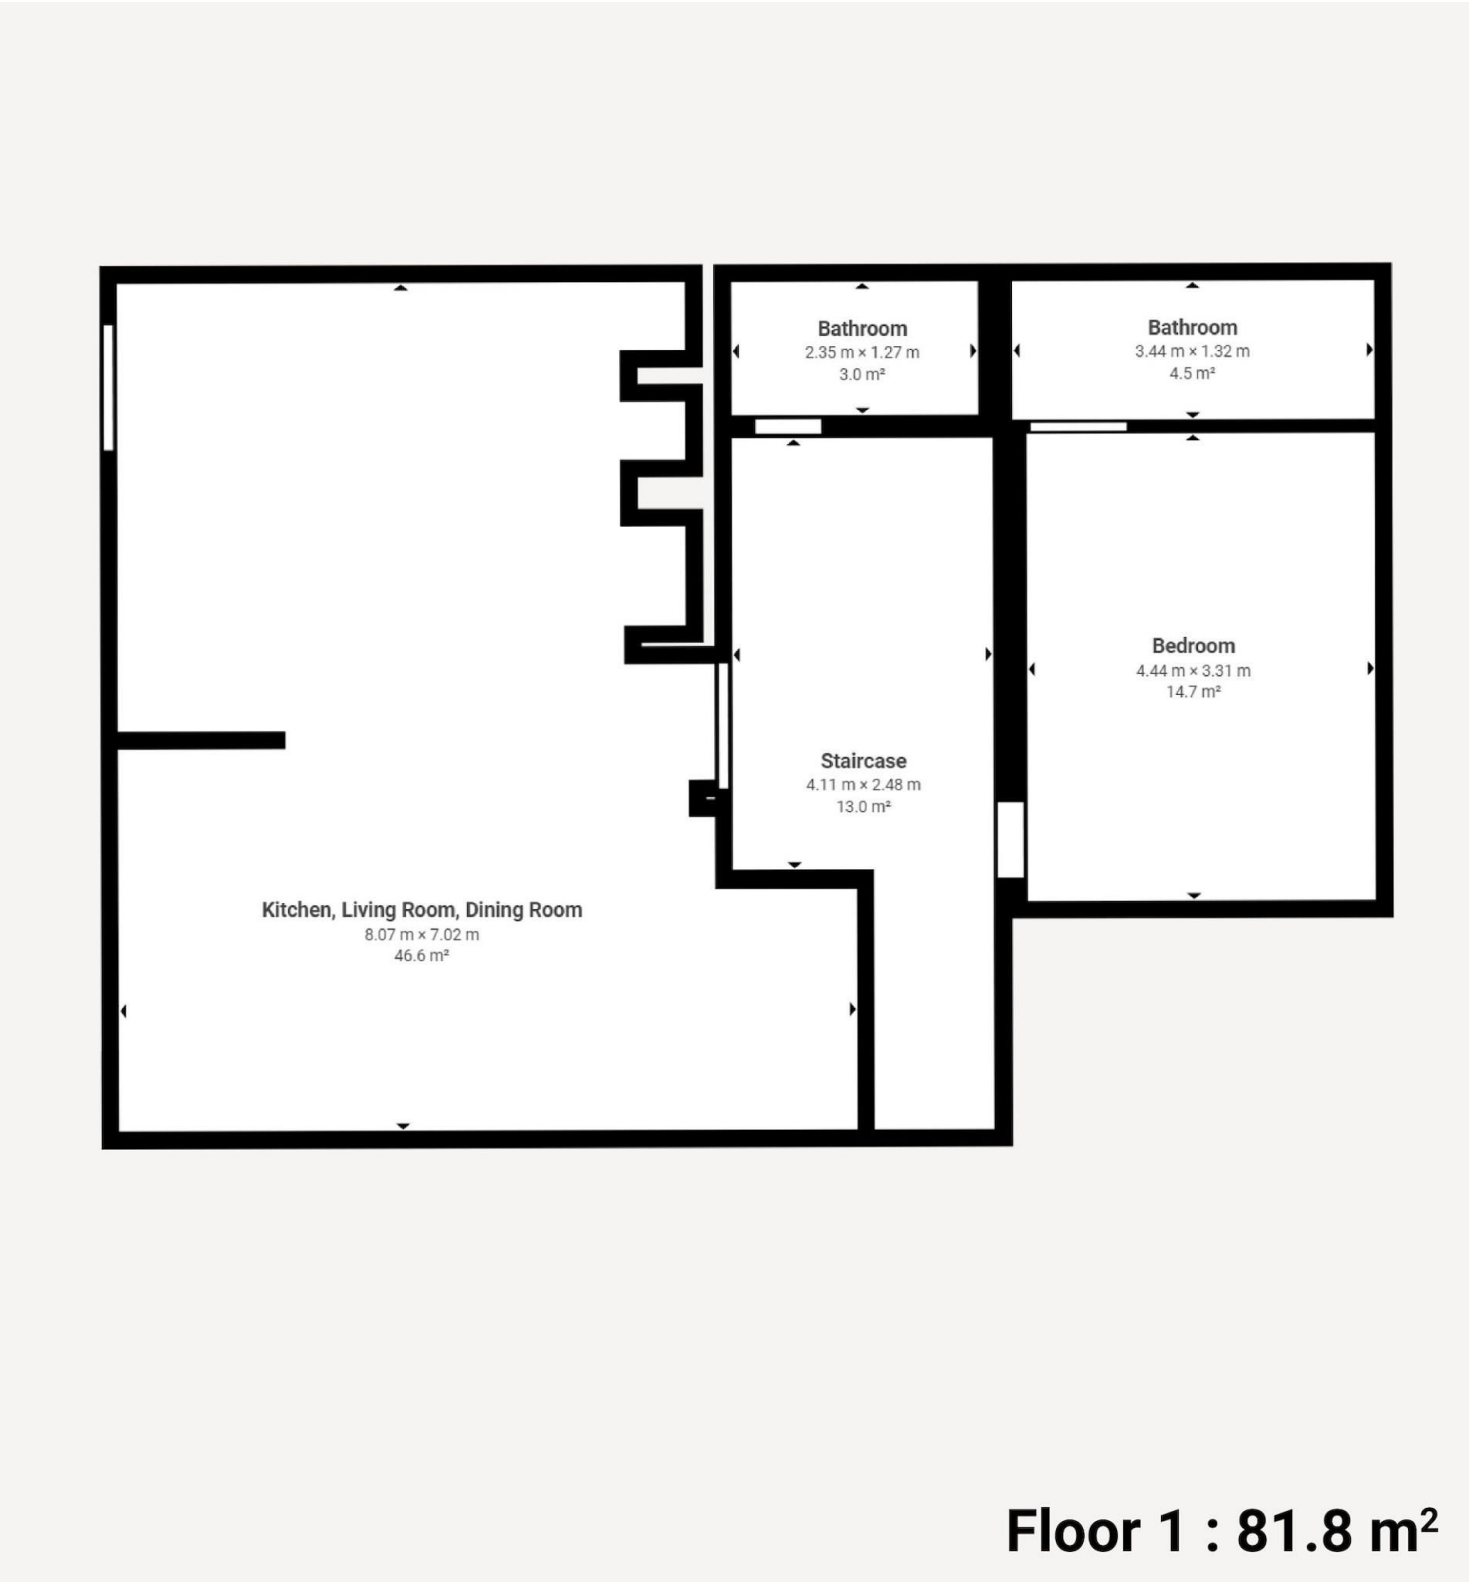 Bathroom
2.35 m × 1.27 m
3.0 m²
Bathroom
3.44 m × 1.32 m
4.5 m²
Bedroom
4.44 m × 3.31 m
14.7 m²
Staircase
4.11 m × 2.48 m
13.0 m²
Kitchen, Living Room, Dining Room
8.07 m × 7.02 m
46.6 m²
Floor 1 : 81.8 m²